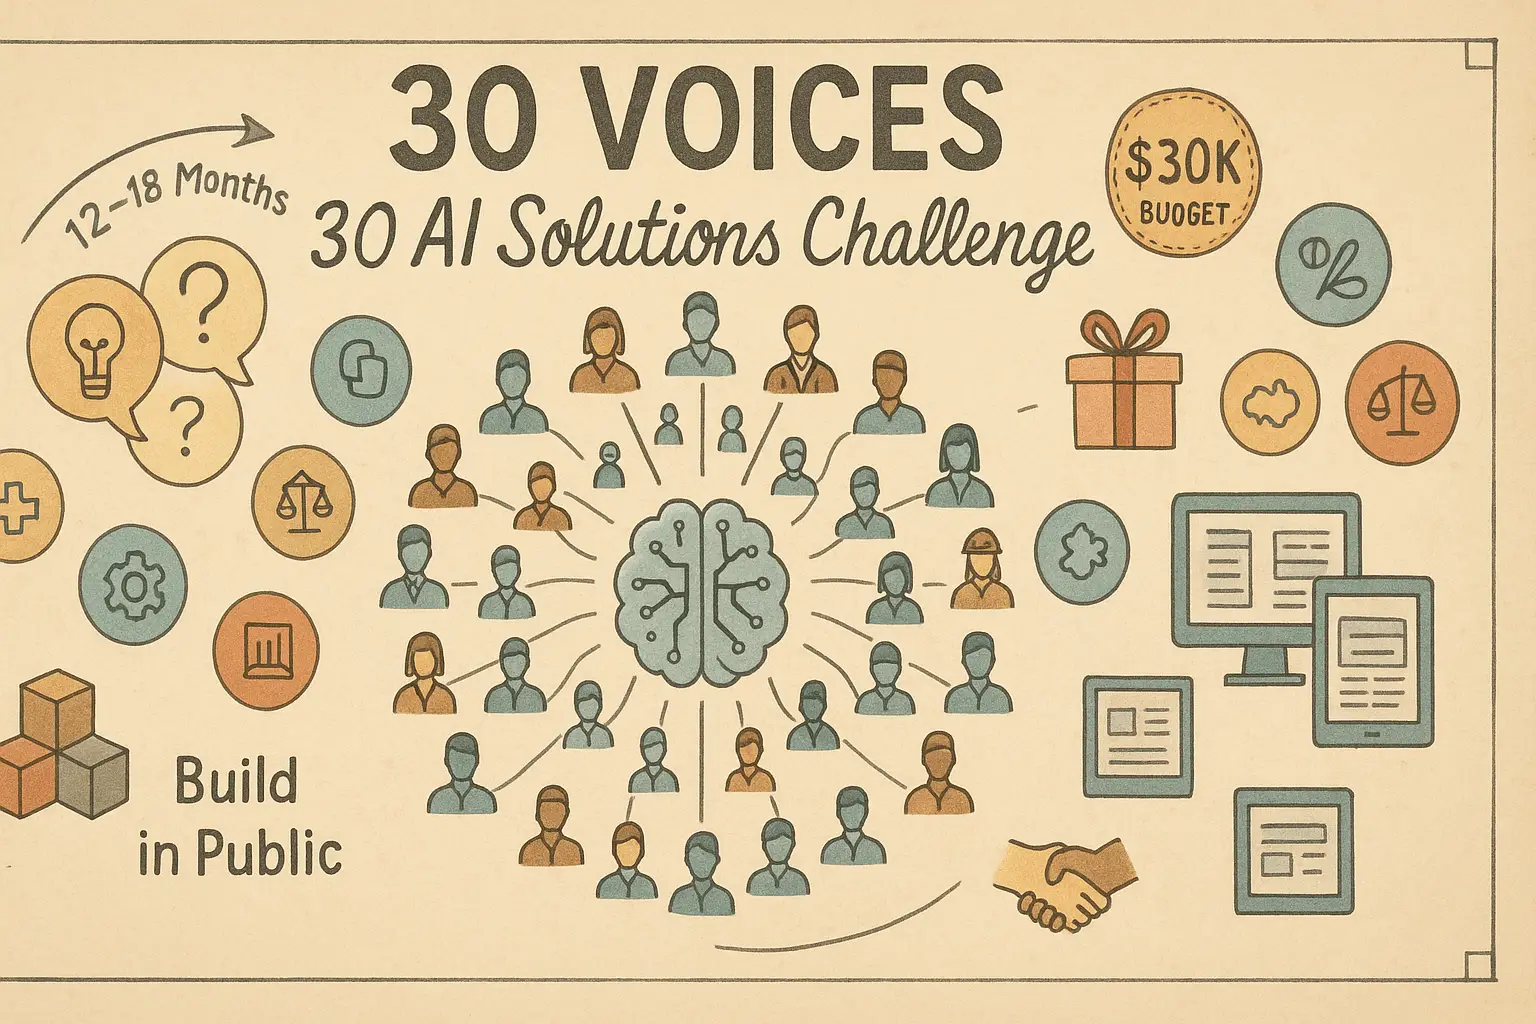 30 VOICES
30 AI Solutions Challenge
12–18 Months
$30K
BUDGET
?
?
Build
in Public